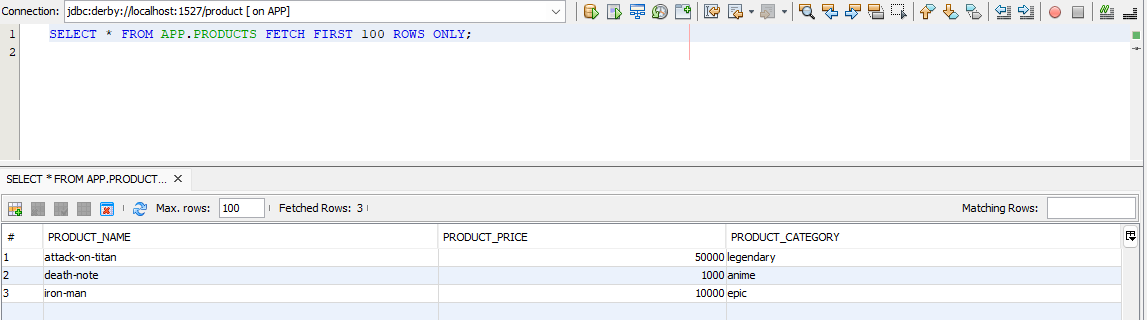 Connection: jdbc:derby://localhost:1527/product [ on APP]
1 SELECT * FROM APP.PRODUCTS FETCH FIRST 100 ROWS ONLY;
2
SELECT * FROM APP.PRODUCT... ×
Max. rows: 100 Fetched Rows: 3 Matching Rows:
# PRODUCT_NAME PRODUCT_PRICE PRODUCT_CATEGORY
1 attack-on-titan 50000 legendary
2 death-note 1000 anime
3 iron-man 10000 epic